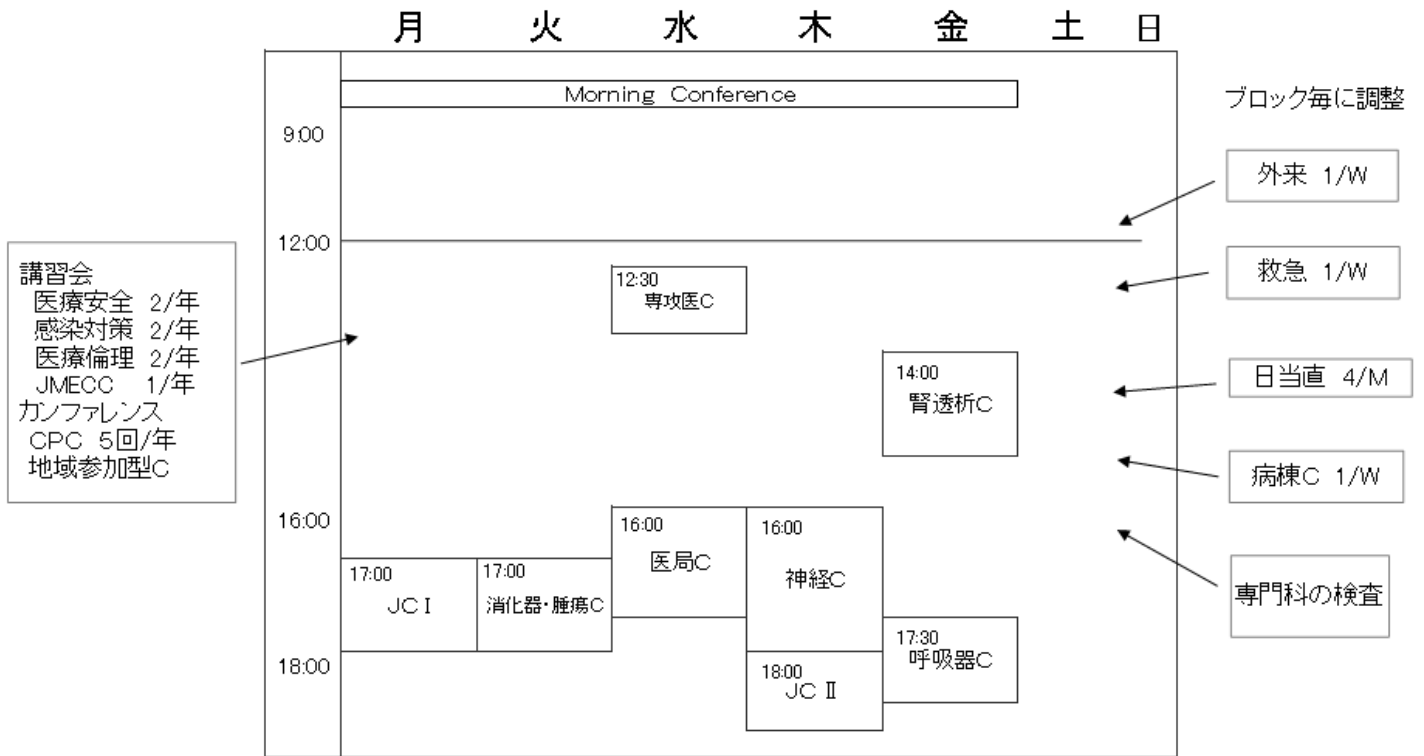 月 火 水 木 金 土 日
Morning Conference
9:00
12:00
16:00
18:00
講習会
医療安全 2/年
感染対策 2/年
医療倫理 2/年
JMECC 1/年
カンファレンス
CPC 5回/年
地域参加型C
17:00
JC I
17:00
消化器・腫瘍C
12:30
専攻医C
16:00
医局C
16:00
神経C
18:00
JC Ⅱ
14:00
腎透析C
17:30
呼吸器C
ブロック毎に調整
外来 1/W
救急 1/W
日当直 4/M
病棟C 1/W
専門科の検査